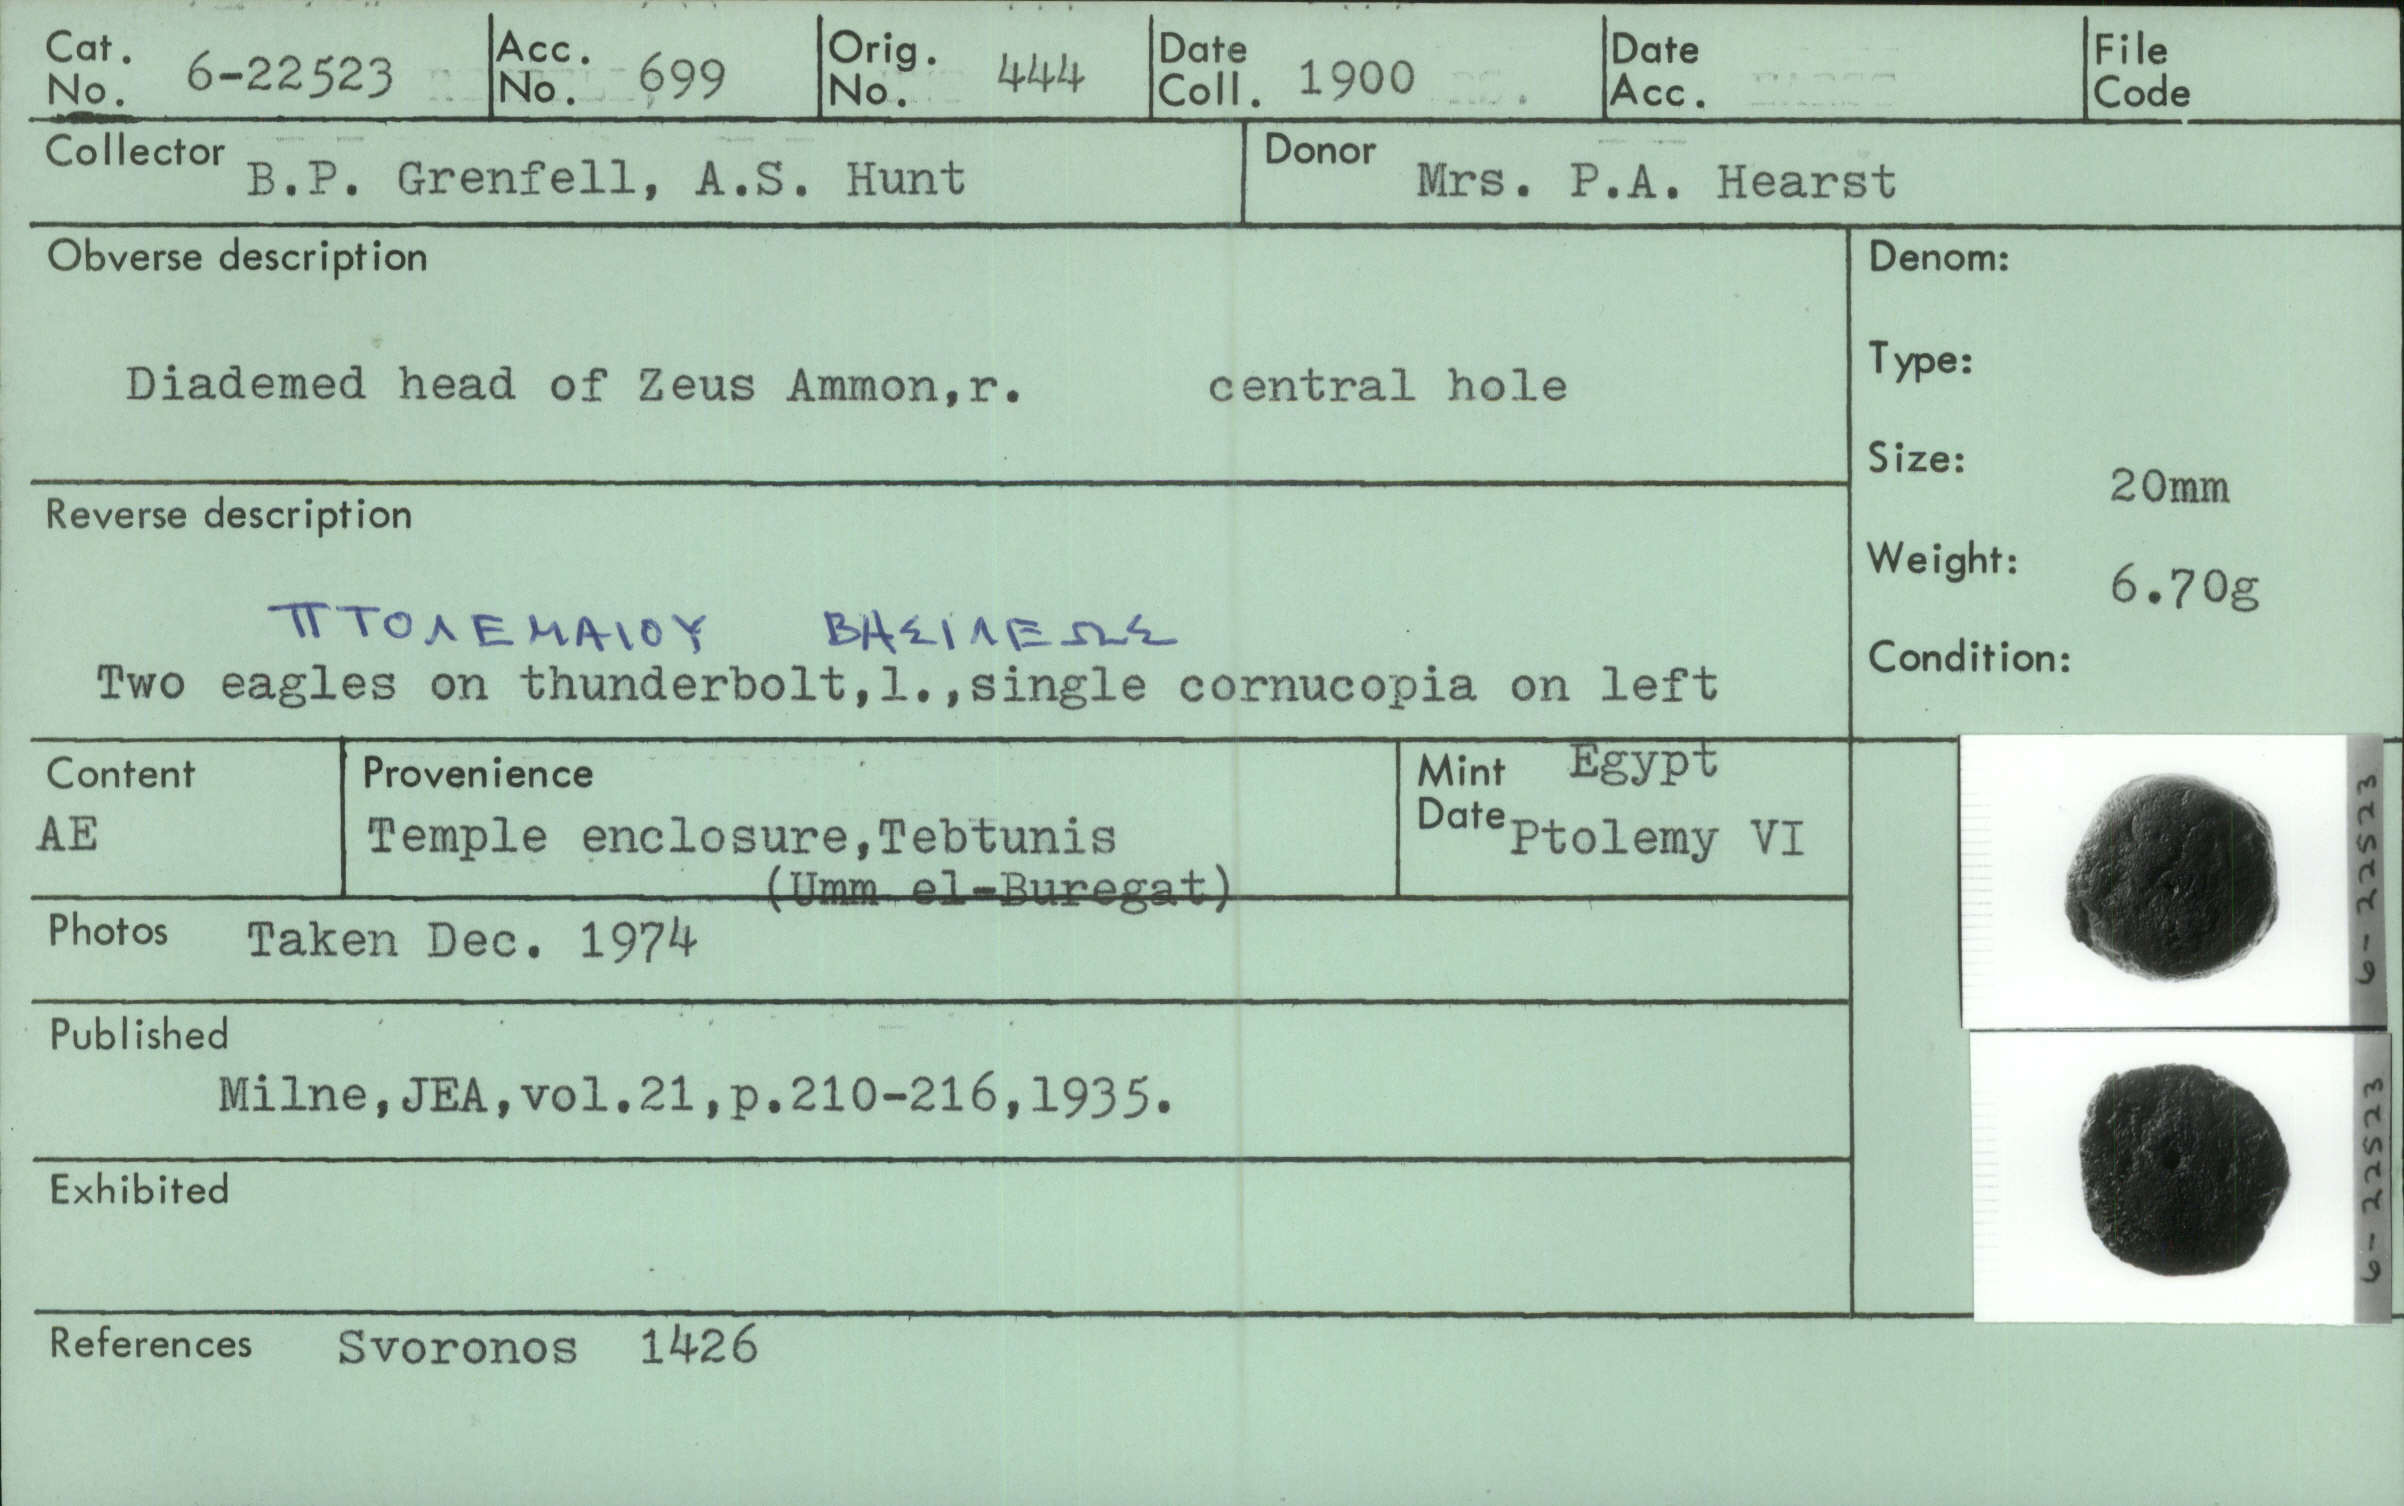 Cat. No. 6-22523 Acc. No. 699 Orig. No. 444 Date Coll. 1900 Date Acc. File Code
Collector B.P. Grenfell, A.S. Hunt Donor Mrs. P.A. Hearst
Obverse description
Diademed head of Zeus Ammon,r. central hole
Denom:
Type:
Size: 20mm
Weight: 6.70g
Condition:
Reverse description
ΠΤΟΛΕΜΑΙΟΥ ΒΑΣΙΛΕΩΣ
Two eagles on thunderbolt,l.,single cornucopia on left
Content
AE
Provenience
Temple enclosure,Tebtunis
(Umm el-Buregat)
Mint Egypt
Date Ptolemy VI
Photos Taken Dec. 1974
Published
Milne,JEA,vol.21,p.210-216,1935.
Exhibited
References Svoronos 1426
6-22523
6-22523